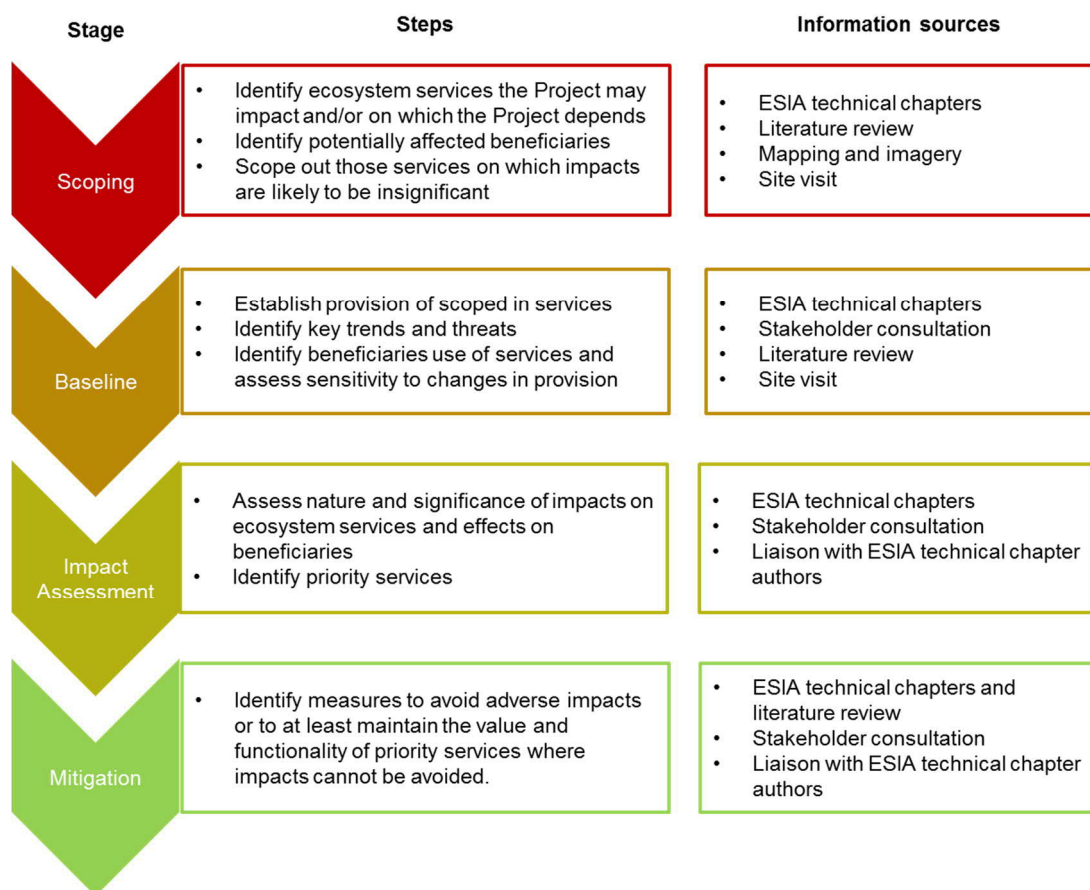 Stage
Steps
Information sources
Scoping
• Identify ecosystem services the Project may
impact and/or on which the Project depends
• Identify potentially affected beneficiaries
• Scope out those services on which impacts
are likely to be insignificant
• ESIA technical chapters
• Literature review
• Mapping and imagery
• Site visit
Baseline
• Establish provision of scoped in services
• Identify key trends and threats
• Identify beneficiaries use of services and
assess sensitivity to changes in provision
• ESIA technical chapters
• Stakeholder consultation
• Literature review
• Site visit
Impact
Assessment
• Assess nature and significance of impacts on
ecosystem services and effects on
beneficiaries
• Identify priority services
• ESIA technical chapters
• Stakeholder consultation
• Liaison with ESIA technical chapter
authors
Mitigation
• Identify measures to avoid adverse impacts
or to at least maintain the value and
functionality of priority services where
impacts cannot be avoided.
• ESIA technical chapters and
literature review
• Stakeholder consultation
• Liaison with ESIA technical chapter
authors